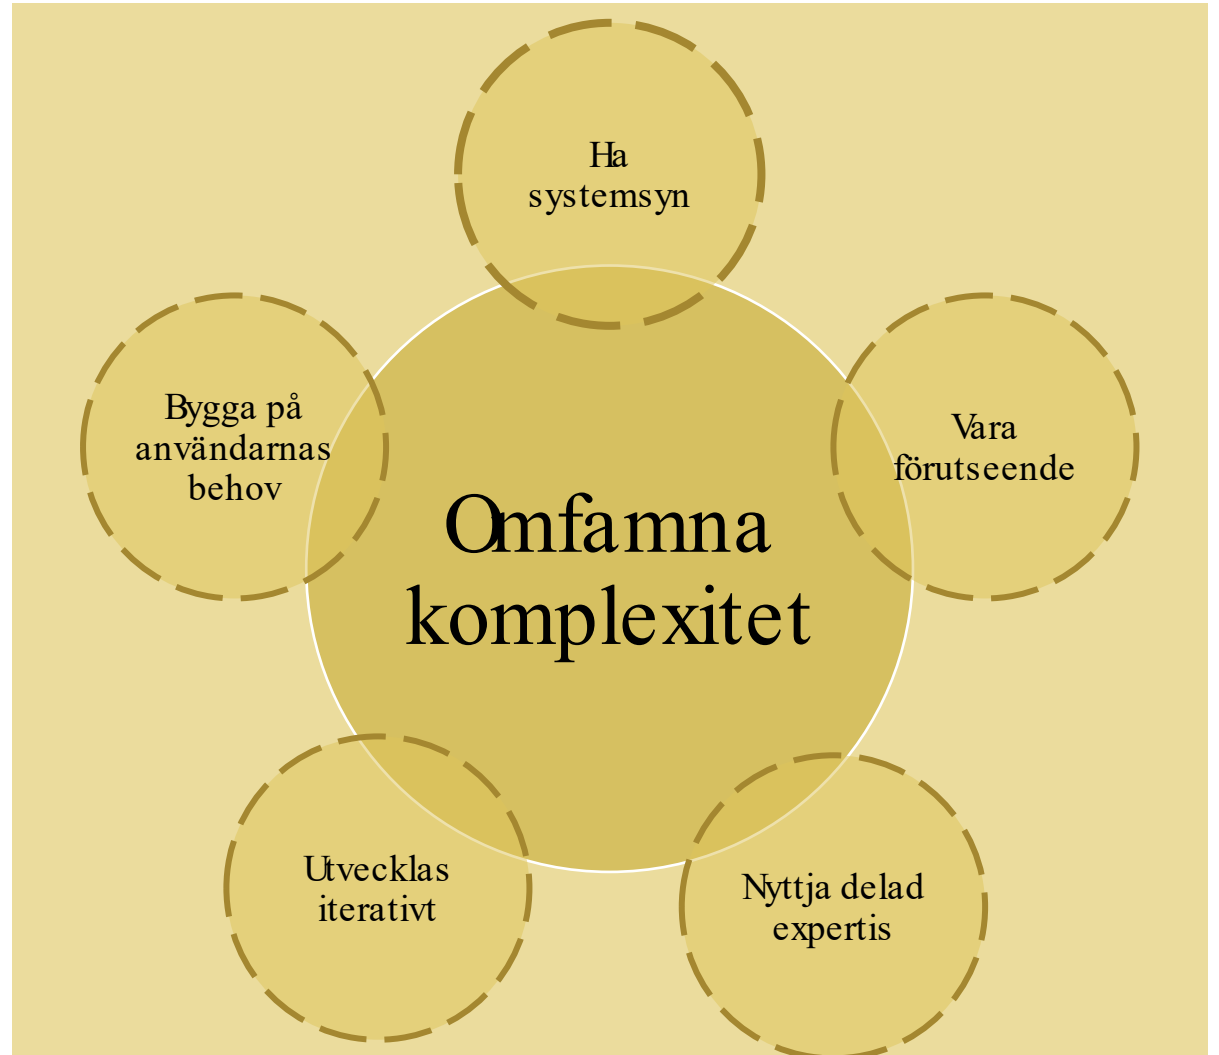 Ha
systemsyn
Vara
förutseende
Nyttja delad
expertis
Utvecklas
iterativt
Bygga på
användarnas
behov
Omfamna
komplexitet